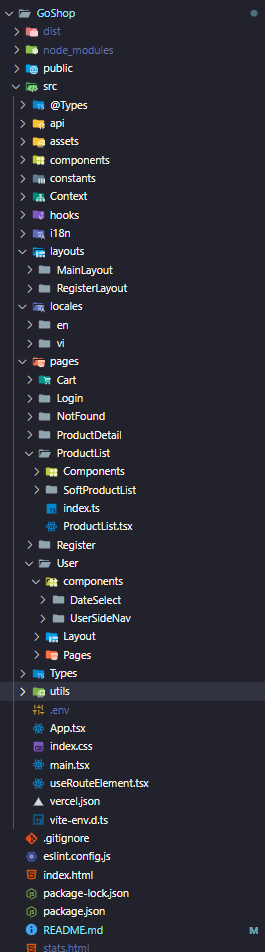 GoShop
dist
node_modules
public
src
@Types
api
assets
components
constants
Context
hooks
i18n
layouts
MainLayout
RegisterLayout
locales
en
vi
pages
Cart
Login
NotFound
ProductDetail
ProductList
Components
SoftProductList
index.ts
ProductList.tsx
Register
User
components
DateSelect
UserSideNav
Layout
Pages
Types
utils
.env
App.tsx
index.css
main.tsx
useRouteElement.tsx
vercel.json
vite-env.d.ts
.gitignore
eslint.config.js
index.html
package-lock.json
package.json
README.md M
stats.html